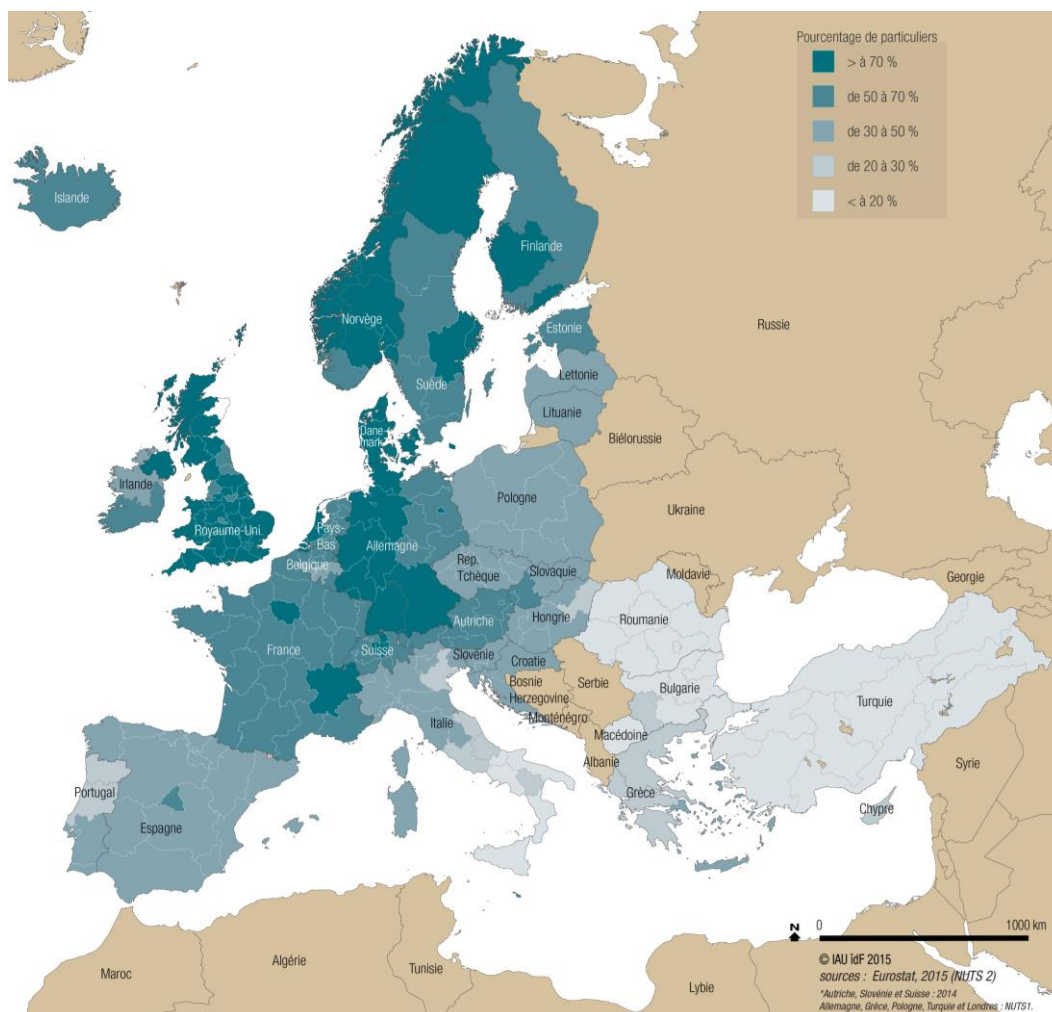 Pourcentage de particuliers
> à 70 %
de 50 à 70 %
de 30 à 50 %
de 20 à 30 %
< à 20 %
Islande
Finlande
Norvège
Russie
Estonie
Suède
Lettonie
Lituanie
Dane-
mark
Biélorussie
Irlande
Pologne
Royaume-Uni
Pays-
Bas
Allemagne
Ukraine
Belgique
Rep.
Tchèque
Slovaquie
Moldavie
Georgie
Hongrie
Roumanie
Autriche
France
Suisse
Slovénie
Croatie
Bosnie
Herzegovine
Serbie
Bulgarie
Turquie
Italie
Monténégro
Macédoine
Albanie
Syrie
Portugal
Grèce
Espagne
Chypre
N
0
1000 km
© IAU îdF 2015
sources : Eurostat, 2015 (NUTS 2)
*Autriche, Slovénie et Suisse : 2014
Allemagne, Grèce, Pologne, Turquie et Londres : NUTS1.
Maroc
Algérie
Tunisie
Lybie